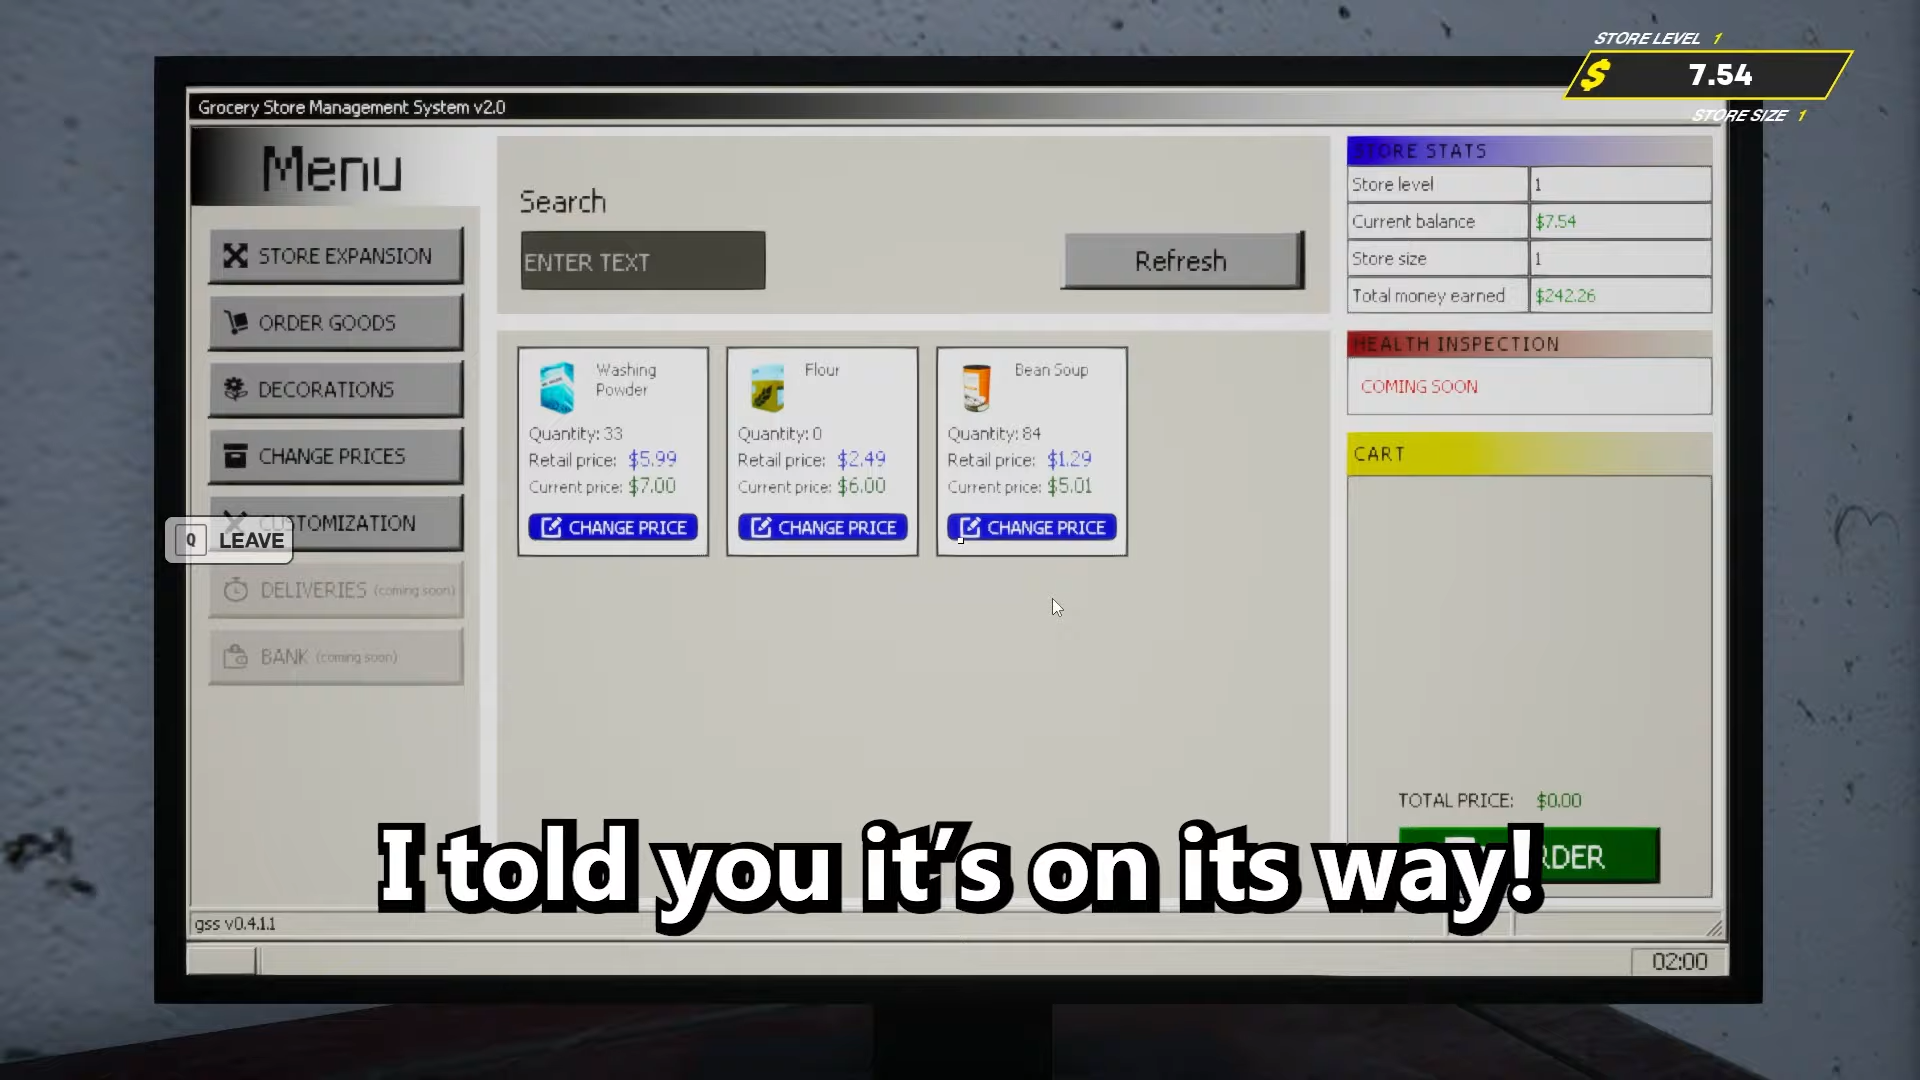 STORE LEVEL 1
$ 7.54
STORE SIZE 1
Grocery Store Management System v2.0
Menu
STORE EXPANSION
ORDER GOODS
DECORATIONS
CHANGE PRICES
CUSTOMIZATION
Q LEAVE
DELIVERIES (coming soon)
BANK (coming soon)
Search
ENTER TEXT
Refresh
Washing
Powder
Quantity: 33
Retail price: $5.99
Current price: $7.00
CHANGE PRICE
Flour
Quantity: 0
Retail price: $2.49
Current price: $6.00
CHANGE PRICE
Bean Soup
Quantity: 84
Retail price: $1.29
Current price: $5.01
CHANGE PRICE
STORE STATS
Store level 1
Current balance $7.54
Store size 1
Total money earned $242.26
HEALTH INSPECTION
COMING SOON
CART
TOTAL PRICE: $0.00
I told you it's on its way!
gss v0.4.1.1
02:00